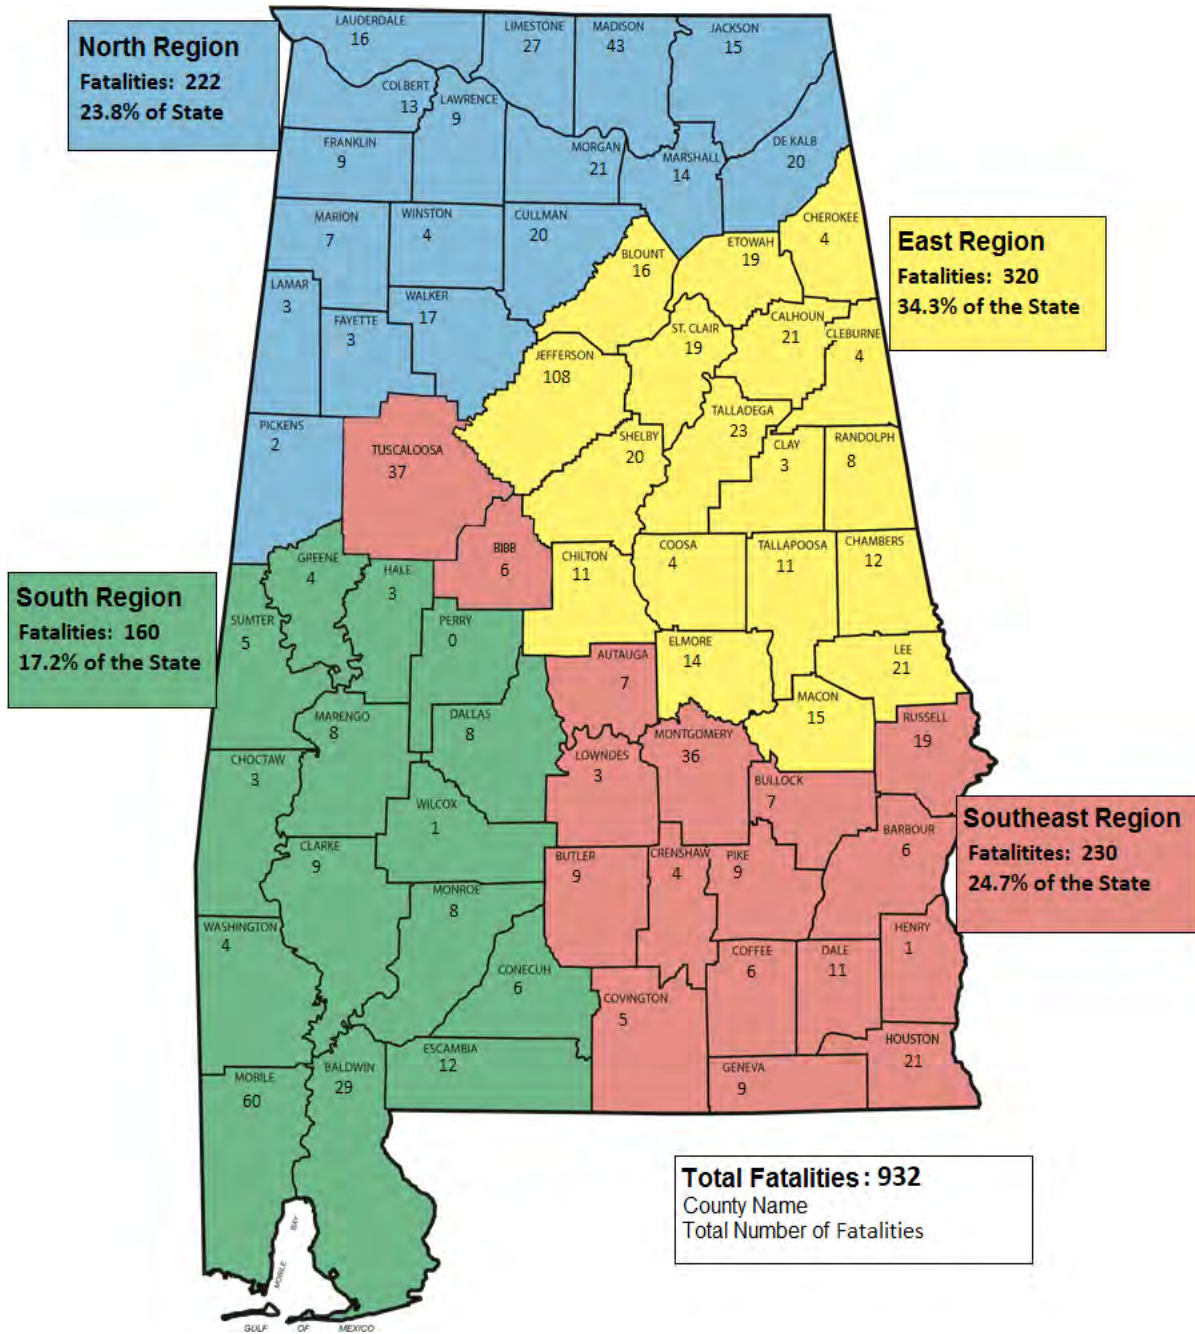 LAUDERDALE
16
LIMESTONE
27
MADISON
43
JACKSON
15
North Region
Fatalities: 222
23.8% of State
COLBERT
13
LAWRENCE
9
FRANKLIN
9
MORGAN
21
MARSHALL
14
DE KALB
20
MARION
7
WINSTON
4
CULLMAN
20
CHEROKEE
4
BLOUNT
16
ETOWAH
19
East Region
Fatalities: 320
34.3% of the State
LAMAR
3
FAYETTE
3
WALKER
17
JEFFERSON
108
ST. CLAIR
19
CALHOUN
21
CLEBURNE
4
PICKENS
2
TUSCALOOSA
37
SHELBY
20
TALLADEGA
23
CLAY
3
RANDOLPH
8
BIBB
6
CHILTON
11
COOSA
4
TALLAPOOSA
11
CHAMBERS
12
GREENE
4
HALE
3
South Region
Fatalities: 160
17.2% of the State
SUMTER
5
PERRY
0
AUTAUGA
7
ELMORE
14
LEE
21
MACON
15
RUSSELL
19
MARENGO
8
DALLAS
8
LOWNDES
3
MONTGOMERY
36
BULLOCK
7
CHOCTAW
3
WILCOX
1
BARBOUR
6
Southeast Region
Fatalitites: 230
24.7% of the State
CLARKE
9
BUTLER
9
CRENSHAW
4
PIKE
9
MONROE
8
WASHINGTON
4
CONECUH
6
COFFEE
6
DALE
11
HENRY
1
COVINGTON
5
ESCAMBIA
12
GENEVA
9
HOUSTON
21
MOBILE
60
BALDWIN
29
Total Fatalities : 932
County Name
Total Number of Fatalities
MOBILE BAY
GULF OF MEXICO